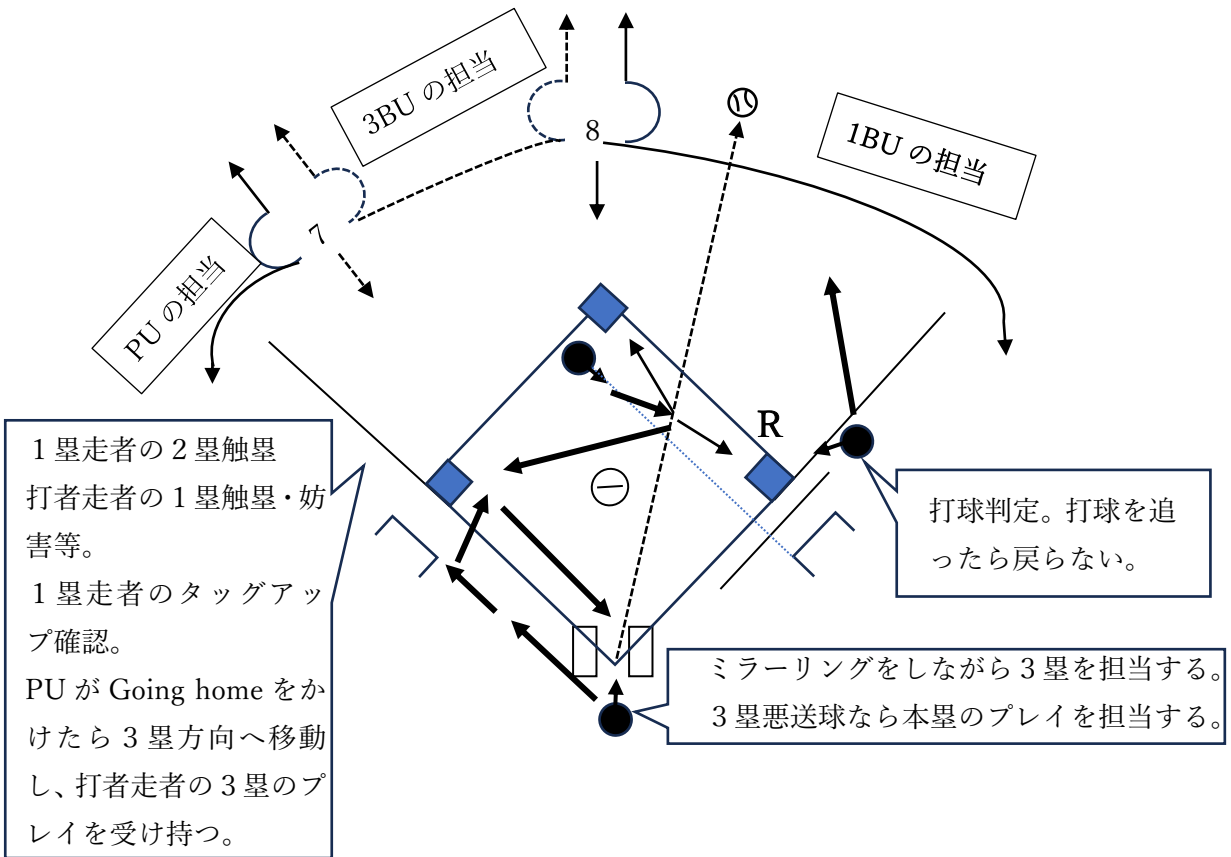 3BU の担当
8
1BU の担当
7
PU の担当
R
1塁走者の2塁触塁
打者走者の1塁触塁・妨
害等。
1塁走者のタッグアッ
プ確認。
PU が Going home をか
けたら3塁方向へ移動
し、打者走者の3塁のプ
レイを受け持つ。
打球判定。打球を追
ったら戻らない。
ミラーリングをしながら3塁を担当する。
3塁悪送球なら本塁のプレイを担当する。